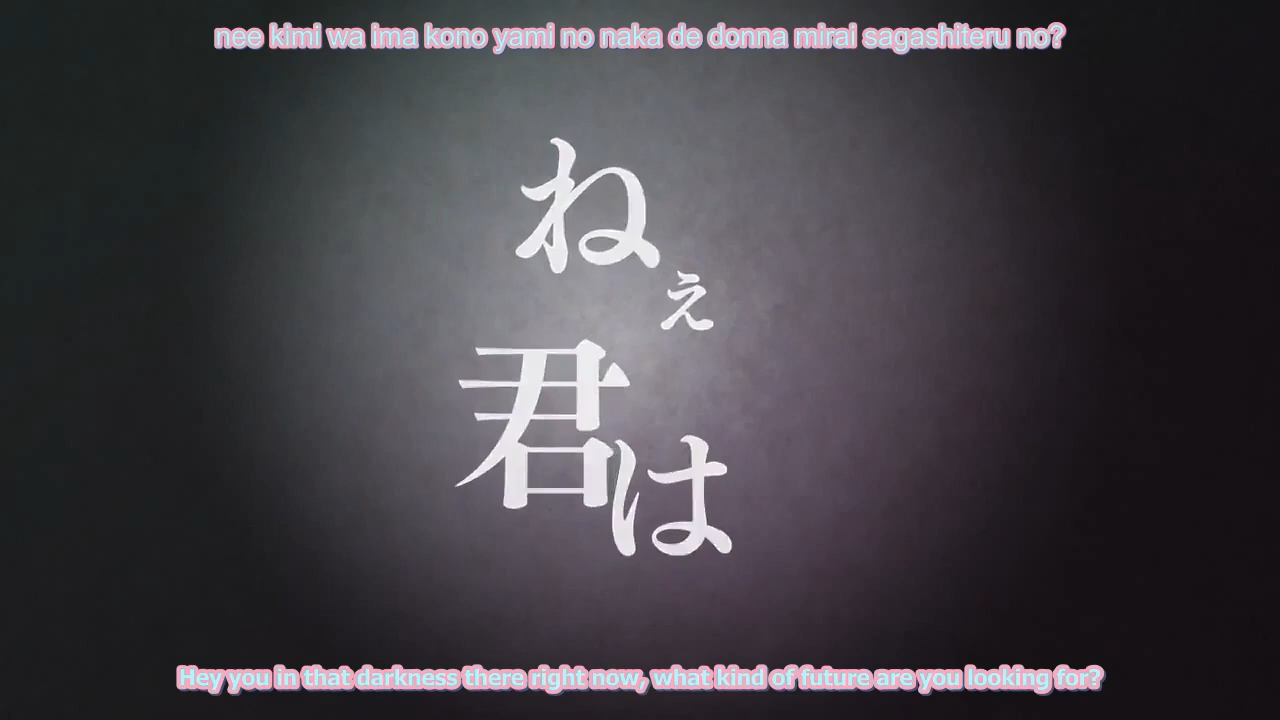 nee kimi wa ima kono yami no naka de donna mirai sagashiteru no?
ねぇ
君は
Hey you in that darkness there right now, what kind of future are you looking for?